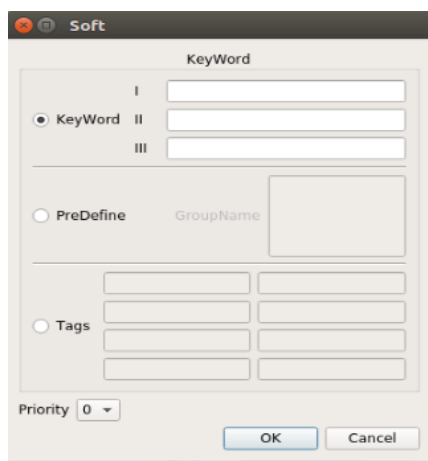 Soft
KeyWord
I
KeyWord II
III
PreDefine GroupName
Tags
Priority 0
OK Cancel